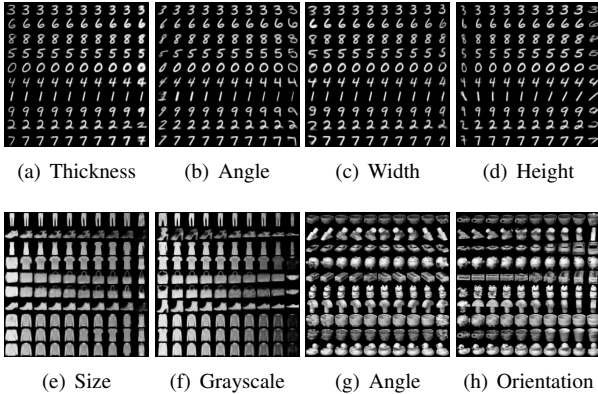 (a) Thickness
(b) Angle
(c) Width
(d) Height
(e) Size
(f) Grayscale
(g) Angle
(h) Orientation